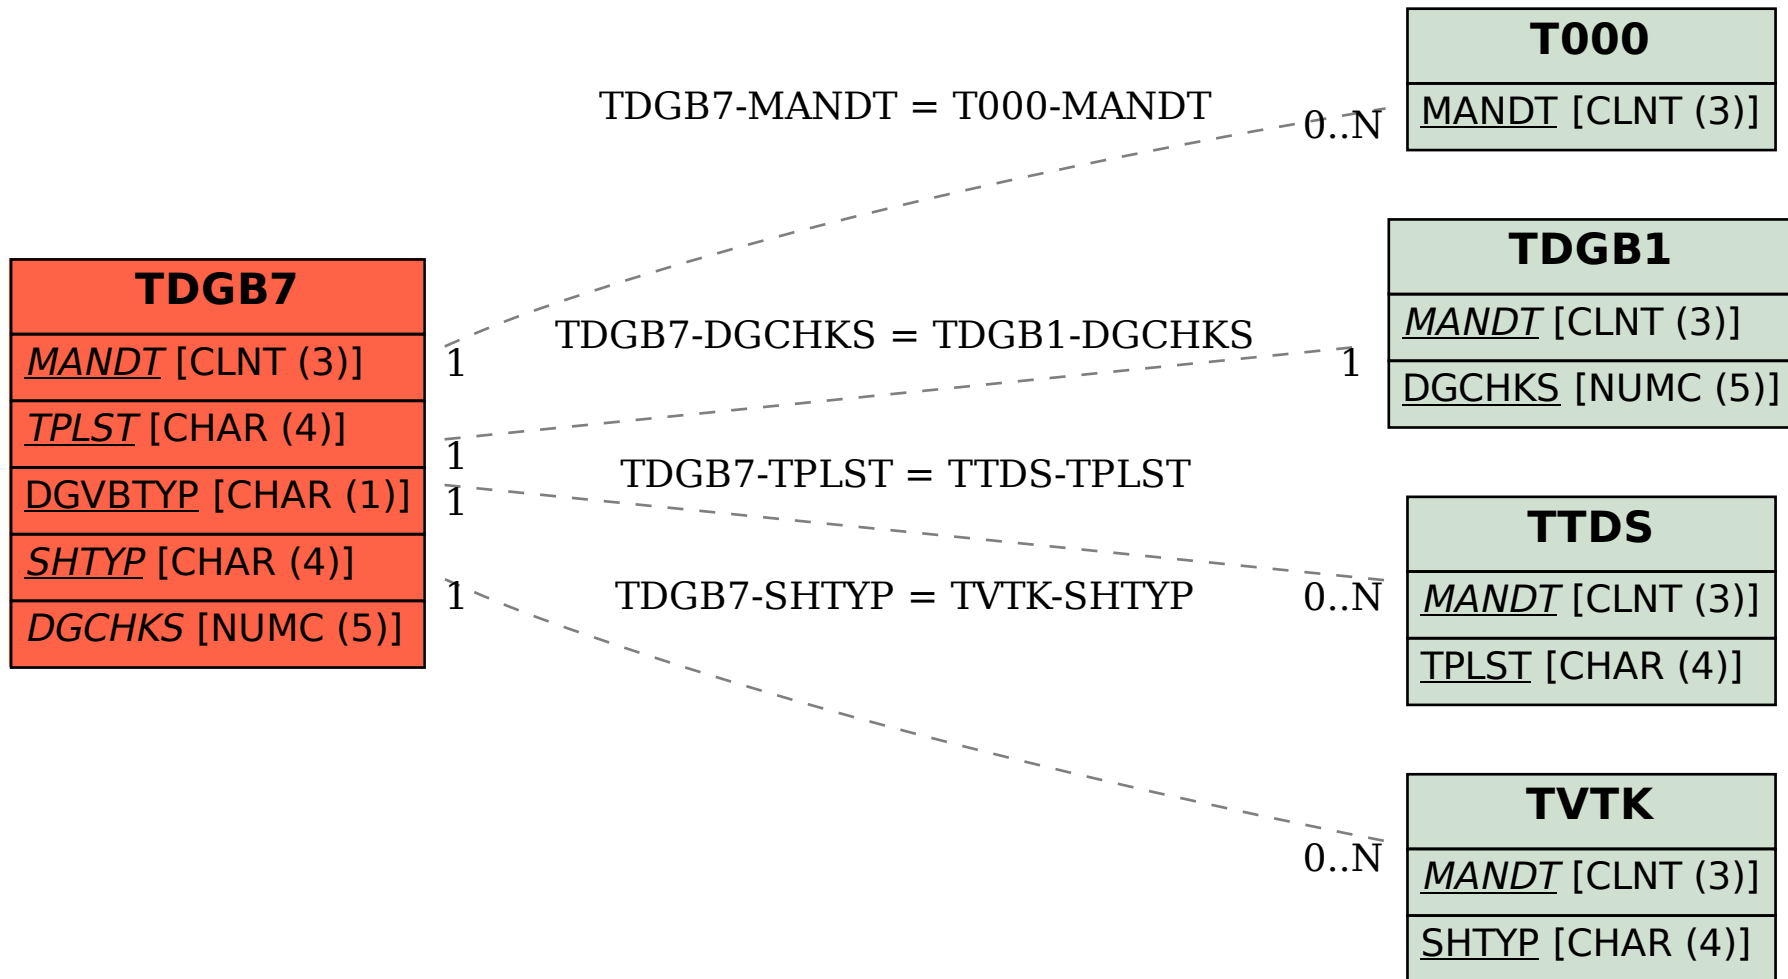 TDGB7
MANDT [CLNT (3)]
TPLST [CHAR (4)]
DGVBTYP [CHAR (1)]
SHTYP [CHAR (4)]
DGCHKS [NUMC (5)]
TDGB7-MANDT = T000-MANDT
0..N
1
TDGB7-DGCHKS = TDGB1-DGCHKS
1
1
TDGB7-TPLST = TTDS-TPLST
1
0..N
TDGB7-SHTYP = TVTK-SHTYP
1
0..N
T000
MANDT [CLNT (3)]
TDGB1
MANDT [CLNT (3)]
DGCHKS [NUMC (5)]
TTDS
MANDT [CLNT (3)]
TPLST [CHAR (4)]
TVTK
MANDT [CLNT (3)]
SHTYP [CHAR (4)]